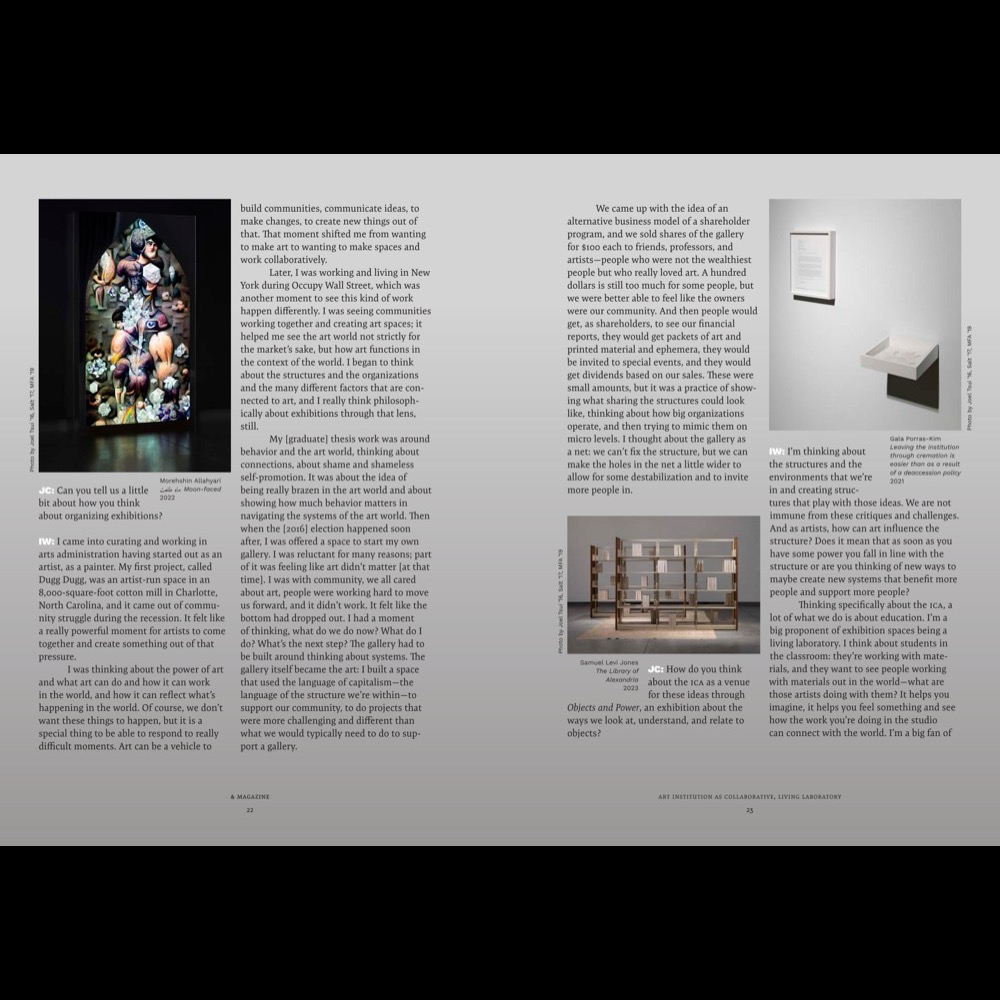 Photo by Joel Tsui '16, Salt '17, MFA '19
Morehshin Allahyari
ماه طلعت Moon-faced
2022
JC: Can you tell us a little
bit about how you think
about organizing exhibitions?
IW: I came into curating and working in
arts administration having started out as an
artist, as a painter. My first project, called
Dugg Dugg, was an artist-run space in an
8,000-square-foot cotton mill in Charlotte,
North Carolina, and it came out of commu-
nity struggle during the recession. It felt like
a really powerful moment for artists to come
together and create something out of that
pressure.
I was thinking about the power of art
and what art can do and how it can work
in the world, and how it can reflect what's
happening in the world. Of course, we don't
want these things to happen, but it is a
special thing to be able to respond to really
difficult moments. Art can be a vehicle to
build communities, communicate ideas, to
make changes, to create new things out of
that. That moment shifted me from wanting
to make art to wanting to make spaces and
work collaboratively.
Later, I was working and living in New
York during Occupy Wall Street, which was
another moment to see this kind of work
happen differently. I was seeing communities
working together and creating art spaces; it
helped me see the art world not strictly for
the market's sake, but how art functions in
the context of the world. I began to think
about the structures and the organizations
and the many different factors that are con-
nected to art, and I really think philosoph-
ically about exhibitions through that lens,
still.
My [graduate] thesis work was around
behavior and the art world, thinking about
connections, about shame and shameless
self-promotion. It was about the idea of
being really brazen in the art world and about
showing how much behavior matters in
navigating the systems of the art world. Then
when the [2016] election happened soon
after, I was offered a space to start my own
gallery. I was reluctant for many reasons; part
of it was feeling like art didn't matter [at that
time]. I was with community, we all cared
about art, people were working hard to move
us forward, and it didn't work. It felt like the
bottom had dropped out. I had a moment
of thinking, what do we do now? What do I
do? What's the next step? The gallery had to
be built around thinking about systems. The
gallery itself became the art: I built a space
that used the language of capitalism—the
language of the structure we're within—to
support our community, to do projects that
were more challenging and different than
what we would typically need to do to sup-
port a gallery.
& MAGAZINE
22
We came up with the idea of an
alternative business model of a shareholder
program, and we sold shares of the gallery
for $100 each to friends, professors, and
artists—people who were not the wealthiest
people but who really loved art. A hundred
dollars is still too much for some people, but
we were better able to feel like the owners
were our community. And then people would
get, as shareholders, to see our financial
reports, they would get packets of art and
printed material and ephemera, they would
be invited to special events, and they would
get dividends based on our sales. These were
small amounts, but it was a practice of show-
ing what sharing the structures could look
like, thinking about how big organizations
operate, and then trying to mimic them on
micro levels. I thought about the gallery as
a net: we can't fix the structure, but we can
make the holes in the net a little wider to
allow for some destabilization and to invite
more people in.
Photo by Joel Tsui '16, Salt '17, MFA '19
Samuel Levi Jones
The Library of
Alexandria
2023
JC: How do you think
about the ICA as a venue
for these ideas through
Objects and Power, an exhibition about the
ways we look at, understand, and relate to
objects?
Photo by Joel Tsui '16, Salt '17, MFA '19
Gala Porras-Kim
Leaving the institution
through cremation is
easier than as a result
of a deaccession policy
2021
IW: I'm thinking about
the structures and the
environments that we're
in and creating struc-
tures that play with those ideas. We are not
immune from these critiques and challenges.
And as artists, how can art influence the
structure? Does it mean that as soon as you
have some power you fall in line with the
structure or are you thinking of new ways to
maybe create new systems that benefit more
people and support more people?
Thinking specifically about the ICA, a
lot of what we do is about education. I'm a
big proponent of exhibition spaces being a
living laboratory. I think about students in
the classroom: they're working with mate-
rials, and they want to see people working
with materials out in the world—what are
those artists doing with them? It helps you
imagine, it helps you feel something and see
how the work you're doing in the studio
can connect with the world. I'm a big fan of
ART INSTITUTION AS COLLABORATIVE, LIVING LABORATORY
23